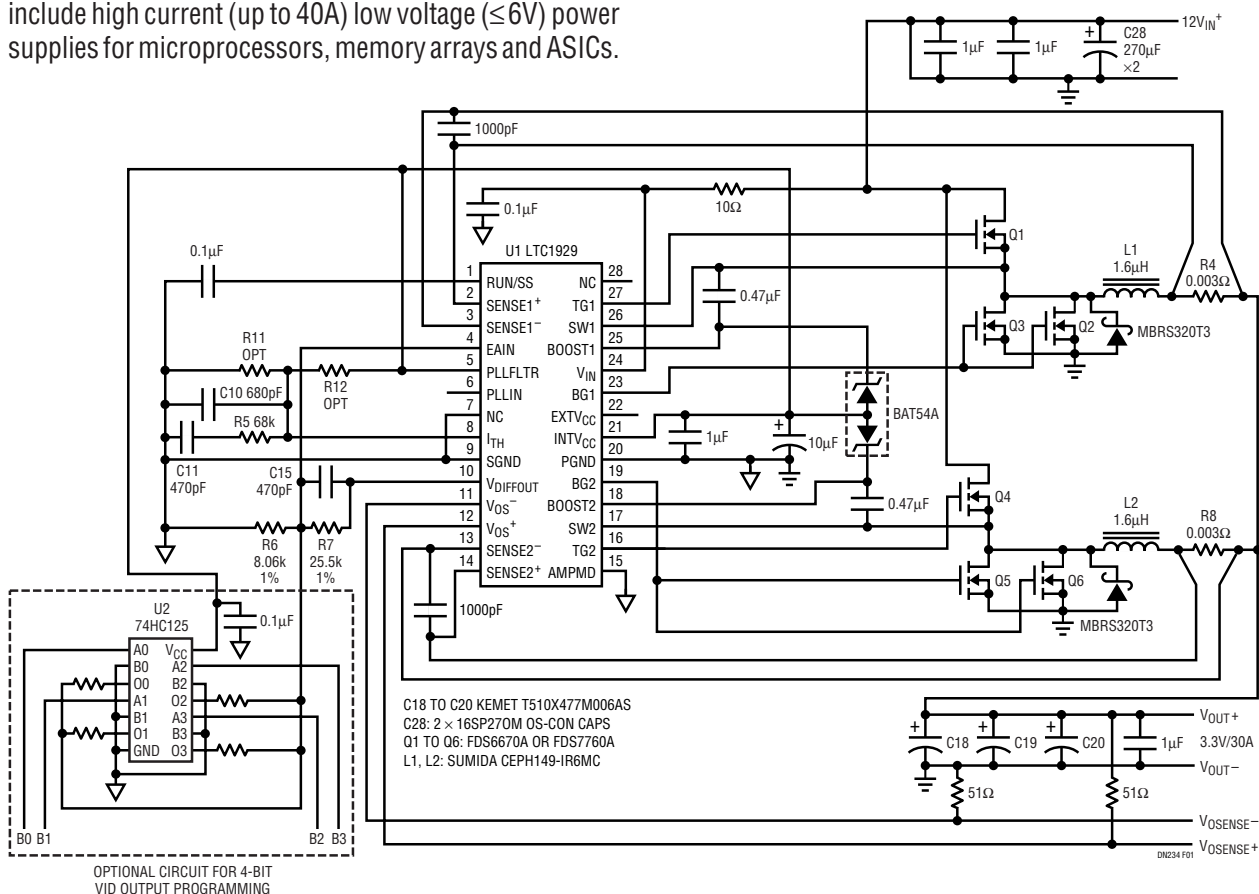 include high current (up to 40A) low voltage (≤6V) power
supplies for microprocessors, memory arrays and ASICs.
12VIN+
1µF
1µF
+
C28
270µF
×2
1000pF
0.1µF
10Ω
Q1
L1
1.6µH
R4
0.003Ω
0.1µF
U1 LTC1929
1 RUN/SS
2 SENSE1+
3 SENSE1–
4 EAIN
5 PLLFLTR
6 PLLIN
7 NC
8 ITH
9 SGND
10 VDIFFOUT
11 VOS–
12 VOS+
13 SENSE2–
14 SENSE2+
NC 28
TG1 27
SW1 26
BOOST1 25
VIN 24
BG1 23
EXTVCC 22
INTVCC 21
PGND 20
BG2 19
BOOST2 18
SW2 17
TG2 16
AMPMD 15
0.47µF
Q3
Q2
MBRS320T3
R11
OPT
R12
OPT
C10 680pF
R5 68k
C11
470pF
C15
470pF
R6
8.06k
1%
R7
25.5k
1%
BAT54A
1µF
+
10µF
0.47µF
Q4
L2
1.6µH
R8
0.003Ω
Q5
Q6
MBRS320T3
1000pF
U2
74HC125
0.1µF
A0
B0
O0
A1
B1
O1
GND
VCC
A2
B2
O2
A3
B3
O3
B0 B1
B2 B3
OPTIONAL CIRCUIT FOR 4-BIT
VID OUTPUT PROGRAMMING
C18 TO C20 KEMET T510X477M006AS
C28: 2 × 16SP27OM OS-CON CAPS
Q1 TO Q6: FDS6670A OR FDS7760A
L1, L2: SUMIDA CEPH149-IR6MC
+
C18
+
C19
+
C20
1µF
VOUT+
3.3V/30A
VOUT–
51Ω
51Ω
VOSENSE–
VOSENSE+
DN234 F01